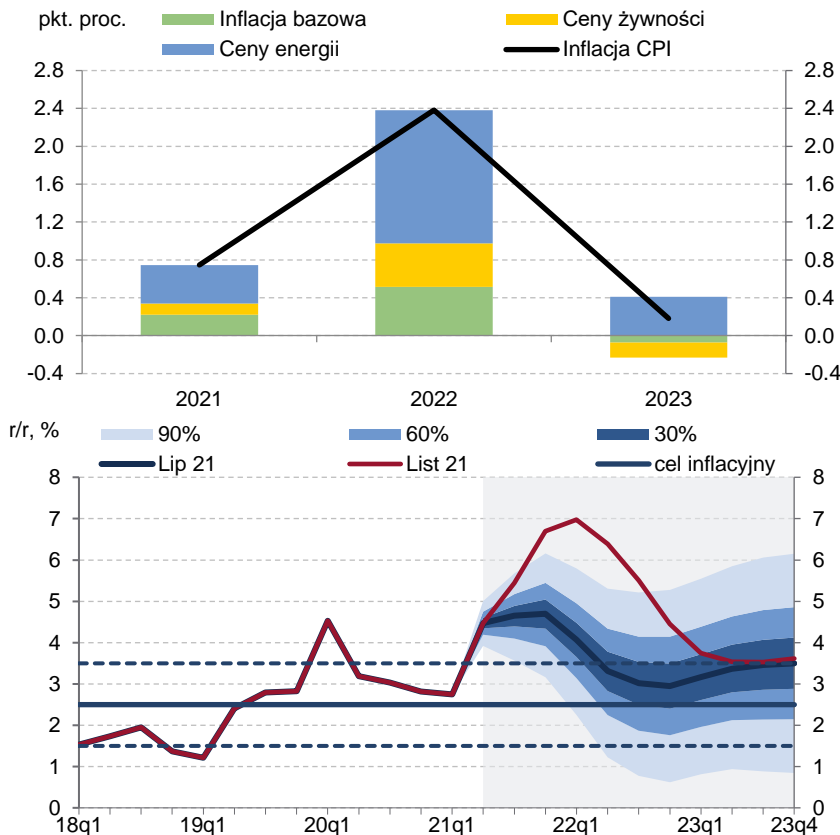 pkt. proc.
Inflacja bazowa
Ceny żywności
Ceny energii
Inflacja CPI
2.8 2.8
2.4 2.4
2.0 2.0
1.6 1.6
1.2 1.2
0.8 0.8
0.4 0.4
0.0 0.0
-0.4 -0.4
2021 2022 2023
r/r, %
90% 60% 30%
Lip 21 List 21 cel inflacyjny
8 8
7 7
6 6
5 5
4 4
3 3
2 2
1 1
0 0
18q1 19q1 20q1 21q1 22q1 23q1 23q4